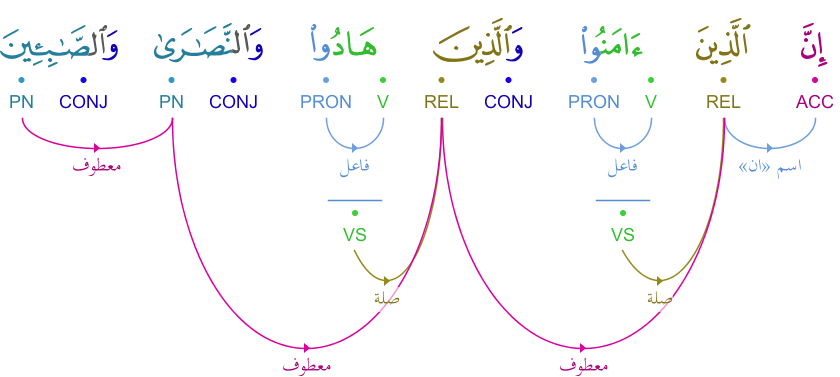 إِنَّ ٱلَّذِينَ ءَامَنُوا۟ وَٱلَّذِينَ هَادُوا۟ وَٱلنَّصَـٰرَىٰ وَٱلصَّـٰبِـِٔينَ
PN CONJ PN CONJ PRON V REL CONJ PRON V REL ACC
معطوف فاعل فاعل اسم «ان»
VS VS
صلة صلة
معطوف معطوف